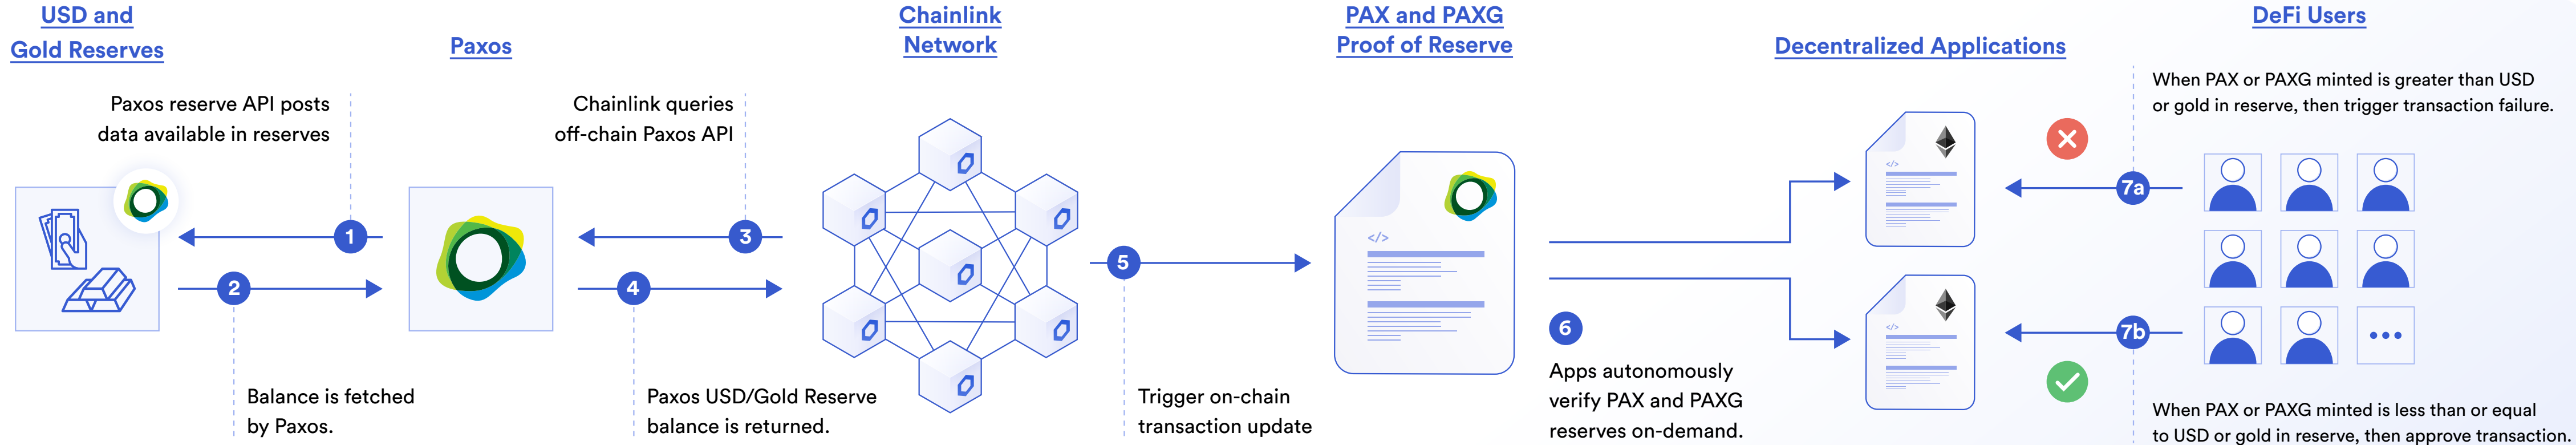 USD and
Gold Reserves
Paxos
Chainlink
Network
PAX and PAXG
Proof of Reserve
Decentralized Applications
DeFi Users
Paxos reserve API posts
data available in reserves
1
2
Balance is fetched
by Paxos.
Chainlink queries
off-chain Paxos API
3
4
Paxos USD/Gold Reserve
balance is returned.
5
Trigger on-chain
transaction update
</>
6
Apps autonomously
verify PAX and PAXG
reserves on-demand.
</>
</>
When PAX or PAXG minted is greater than USD
or gold in reserve, then trigger transaction failure.
7a
7b
When PAX or PAXG minted is less than or equal
to USD or gold in reserve, then approve transaction.